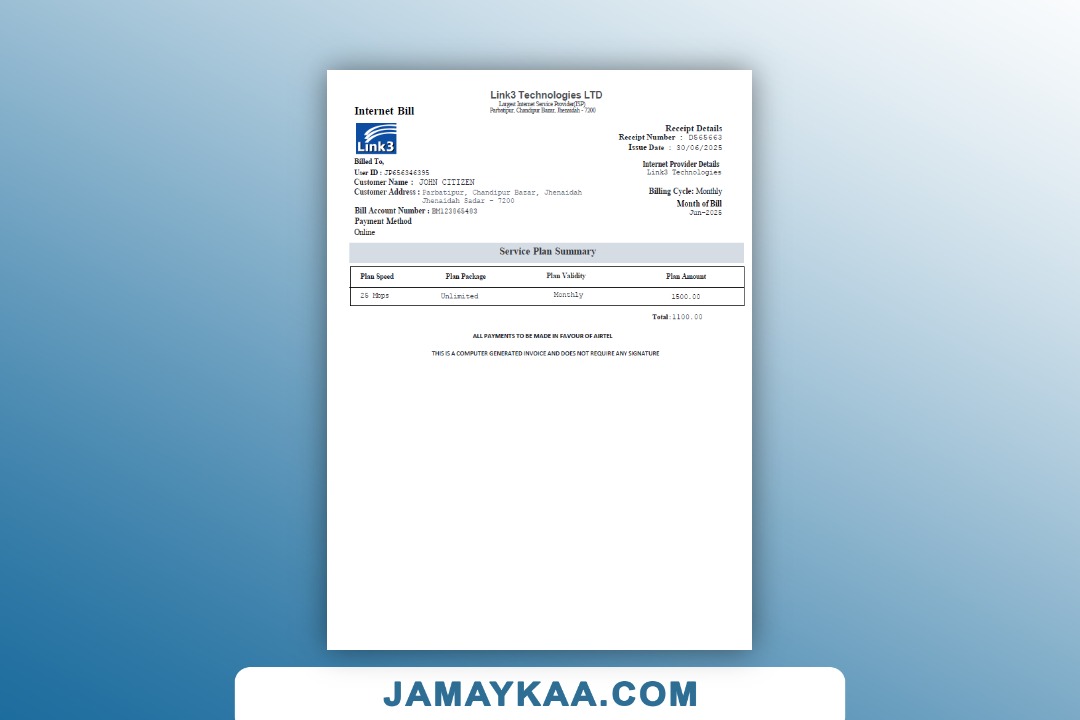 Link3 Technologies LTD
Largest Internet Service Provider(ISP)
Parbatipur, Chandipur Bazar, Jhenaidah - 7200
Internet Bill
Link3
Receipt Details
Receipt Number : D565663
Issue Date : 30/06/2025
Billed To,
User ID : JP656346395
Customer Name : JOHN CITIZEN
Customer Address : Parbatipur, Chandipur Bazar, Jhenaidah
Jhenaidah Sadar - 7200
Bill Account Number : BM123865483
Payment Method
Online
Internet Provider Details
Link3 Technologies
Billing Cycle: Monthly
Month of Bill
Jun-2025
Service Plan Summary
Plan Speed Plan Package Plan Validity Plan Amount
25 Mbps Unlimited Monthly 1500.00
Total:1100.00
ALL PAYMENTS TO BE MADE IN FAVOUR OF AIRTEL
THIS IS A COMPUTER GENERATED INVOICE AND DOES NOT REQUIRE ANY SIGNATURE
JAMAYKAA.COM